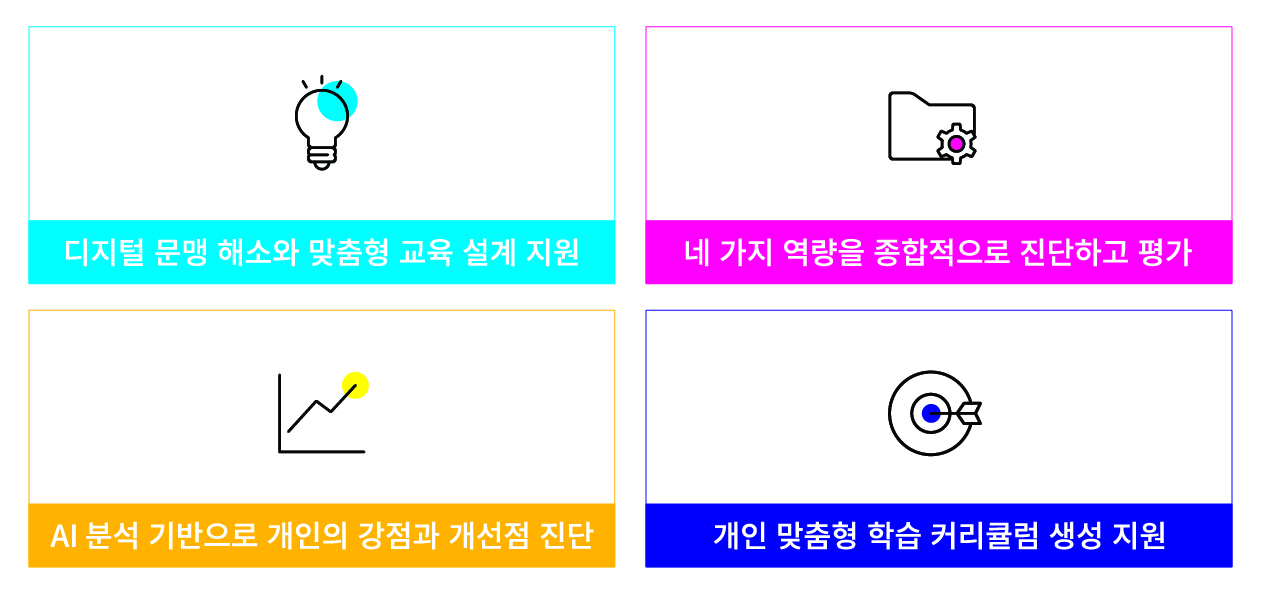 디지털 문맹 해소와 맞춤형 교육 설계 지원
네 가지 역량을 종합적으로 진단하고 평가
AI 분석 기반으로 개인의 강점과 개선점 진단
개인 맞춤형 학습 커리큘럼 생성 지원